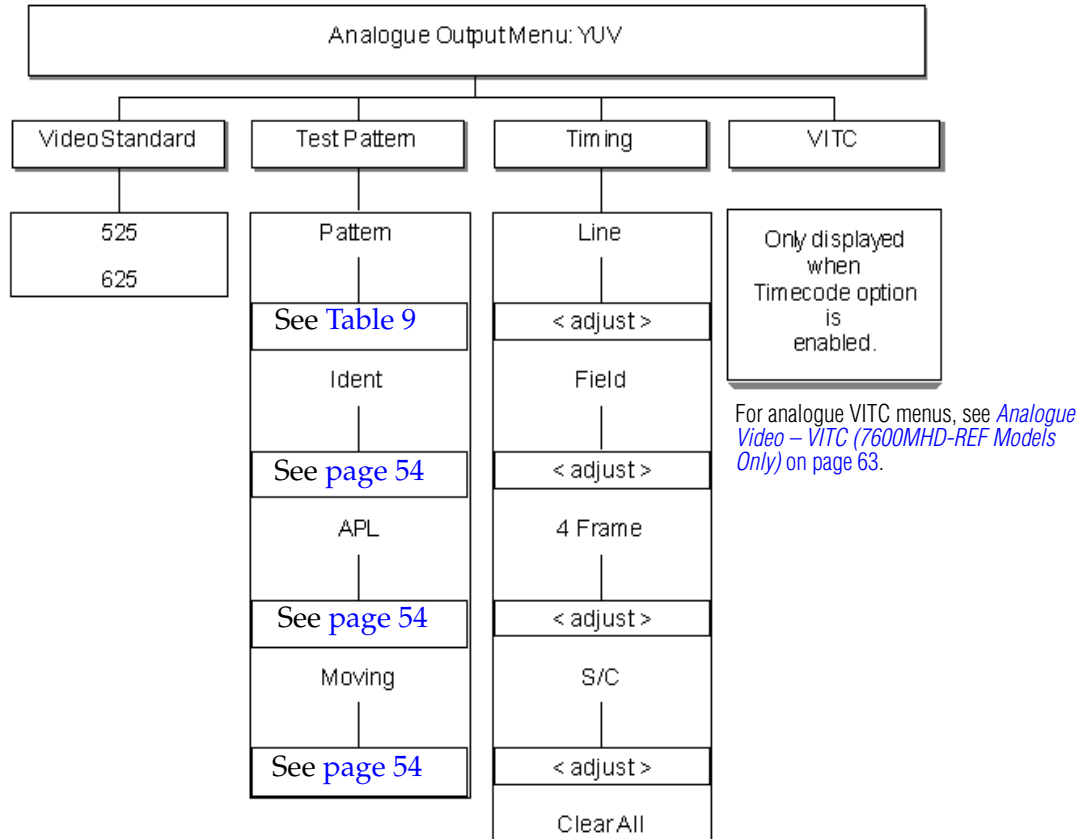 Analogue Output Menu: YUV
Video Standard
525
625
Test Pattern
Pattern
See Table 9
Ident
See page 54
APL
See page 54
Moving
See page 54
Timing
Line
< adjust >
Field
< adjust >
4 Frame
< adjust >
S/C
< adjust >
Clear All
VITC
Only displayed
when
Timecode option
is
enabled.
For analogue VITC menus, see Analogue
Video – VITC (7600MHD-REF Models
Only) on page 63.